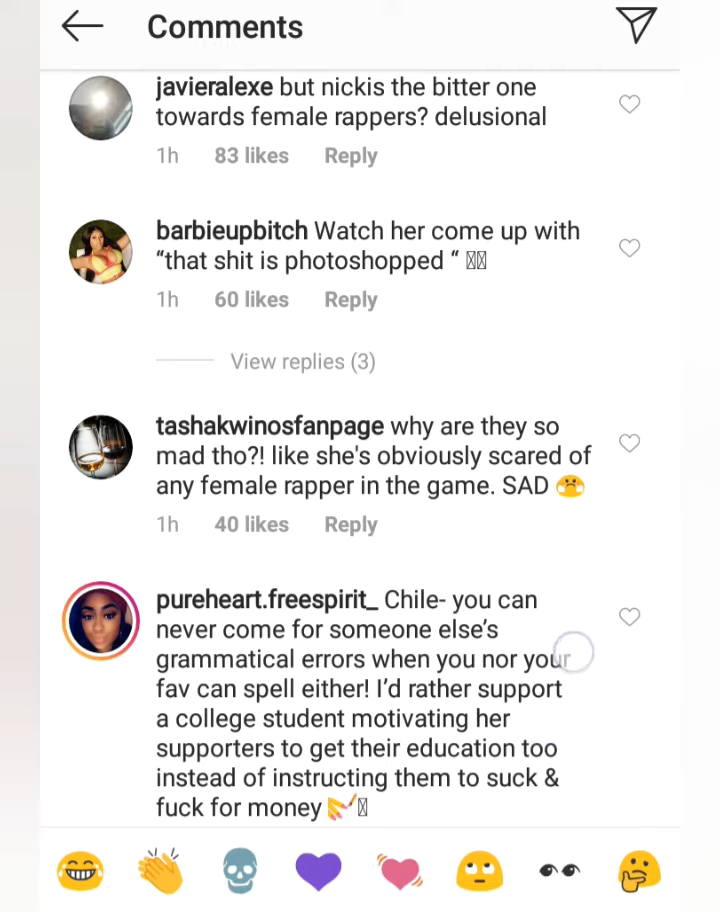 Comments
javieralexe but nickis the bitter one
towards female rappers? delusional
1h 83 likes Reply
barbieupbitch Watch her come up with
“that shit is photoshopped “
1h 60 likes Reply
View replies (3)
tashakwinosfanpage why are they so
mad tho?! like she's obviously scared of
any female rapper in the game. SAD 😤
1h 40 likes Reply
pureheart.freespirit_ Chile- you can
never come for someone else’s
grammatical errors when you nor your
fav can spell either! I’d rather support
a college student motivating her
supporters to get their education too
instead of instructing them to suck &
fuck for money 💅